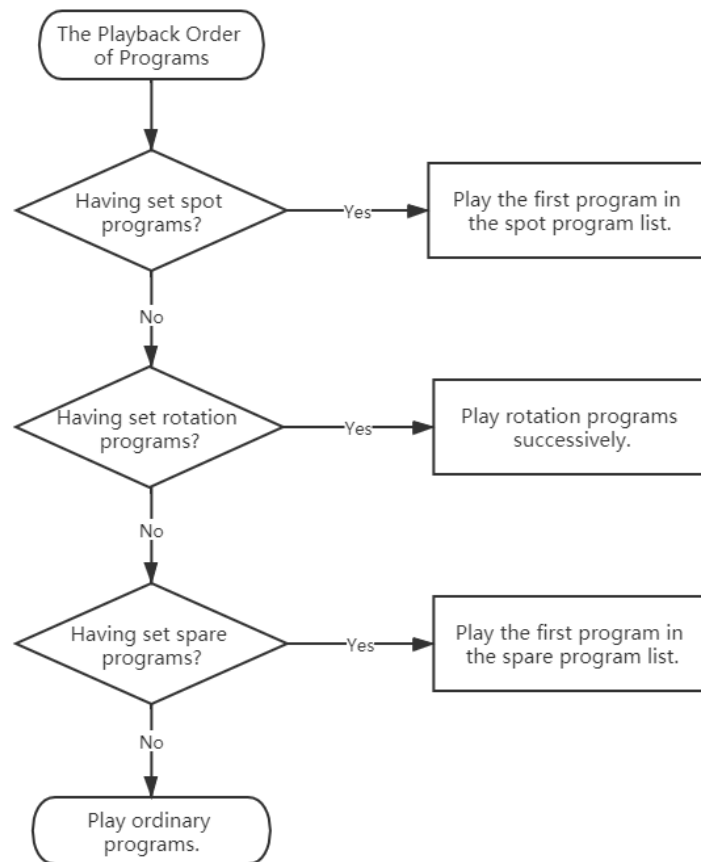 The Playback Order
of Programs
Having set spot
programs?
Yes
Play the first program in
the spot program list.
No
Having set rotation
programs?
Yes
Play rotation programs
successively.
No
Having set spare
programs?
Yes
Play the first program in
the spare program list.
No
Play ordinary
programs.